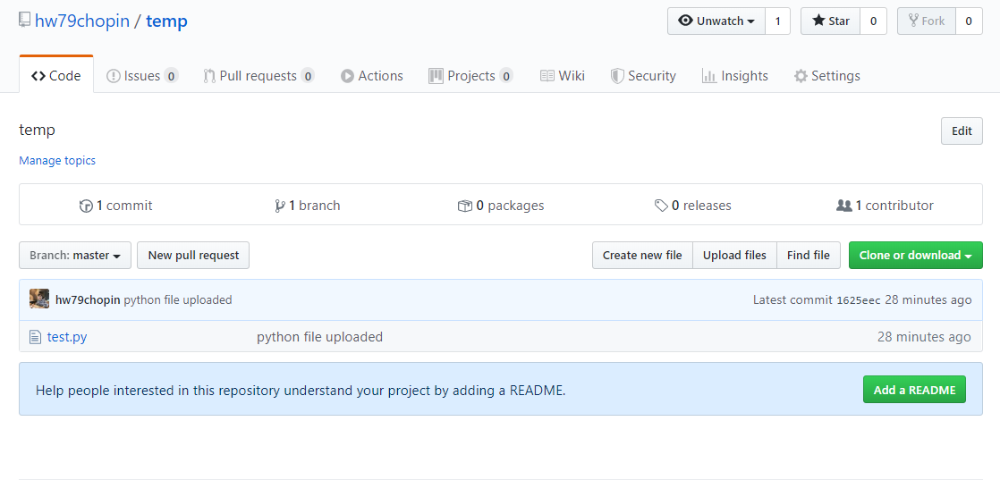 hw79chopin / temp Unwatch 1 Star 0 Fork 0
Code Issues 0 Pull requests 0 Actions Projects 0 Wiki Security Insights Settings
temp Edit
Manage topics
1 commit 1 branch 0 packages 0 releases 1 contributor
Branch: master New pull request Create new file Upload files Find file Clone or download
hw79chopin python file uploaded Latest commit 1625eec 28 minutes ago
test.py python file uploaded 28 minutes ago
Help people interested in this repository understand your project by adding a README. Add a README